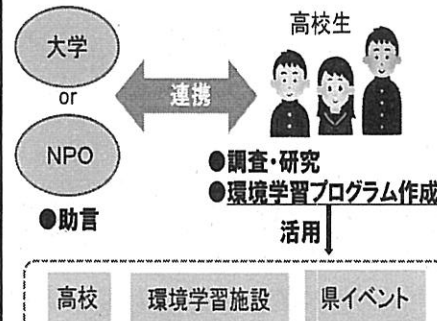 大学
or
NPO
●助言
連携
高校生
●調査・研究
●環境学習プログラム作成
活用
高校
環境学習施設
県イベント